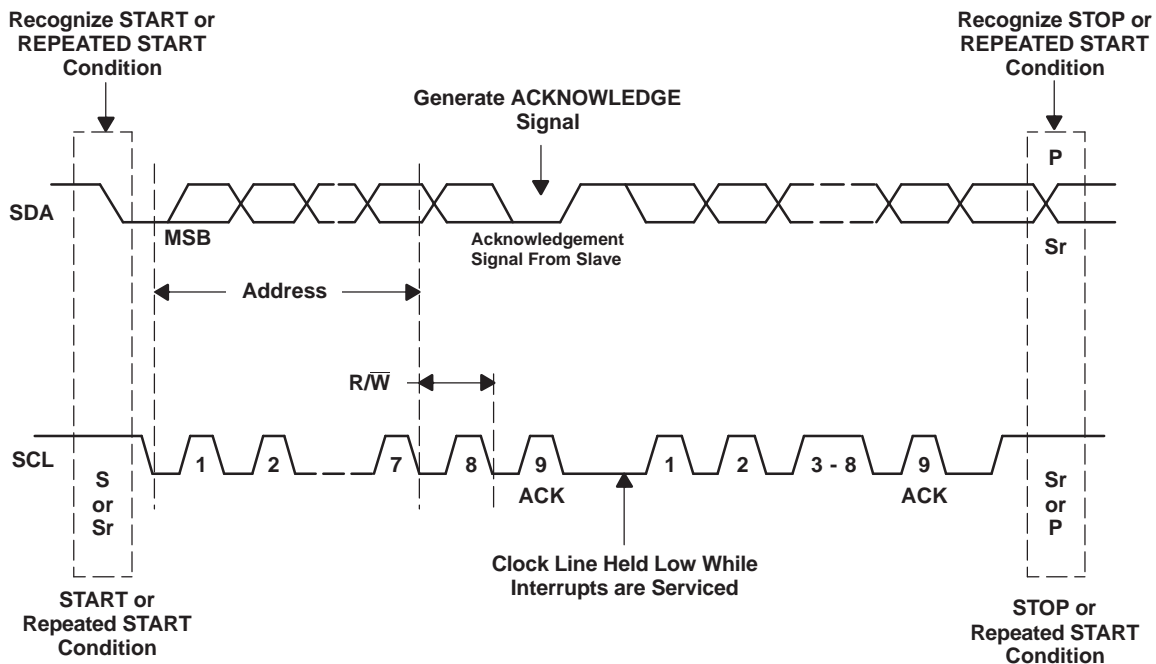 Recognize START or
REPEATED START
Condition
Recognize STOP or
REPEATED START
Condition
Generate ACKNOWLEDGE
Signal
P
SDA
MSB
Acknowledgement
Signal From Slave
Sr
Address
R/W̅
SCL
1
2
7
8
9
1
2
3 - 8
9
ACK
ACK
S
or
Sr
Sr
or
P
Clock Line Held Low While
Interrupts are Serviced
START or
Repeated START
Condition
STOP or
Repeated START
Condition